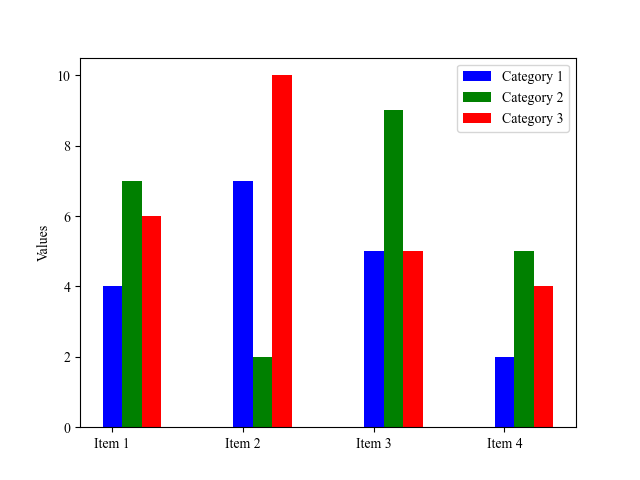 10
8
6
4
2
0
Values
Category 1
Category 2
Category 3
Item 1
Item 2
Item 3
Item 4